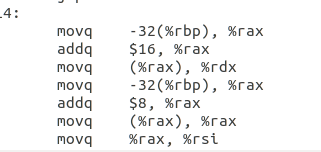 4:
movq -32(%rbp), %rax
addq $16, %rax
movq (%rax), %rdx
movq -32(%rbp), %rax
addq $8, %rax
movq (%rax), %rax
movq %rax, %rsi